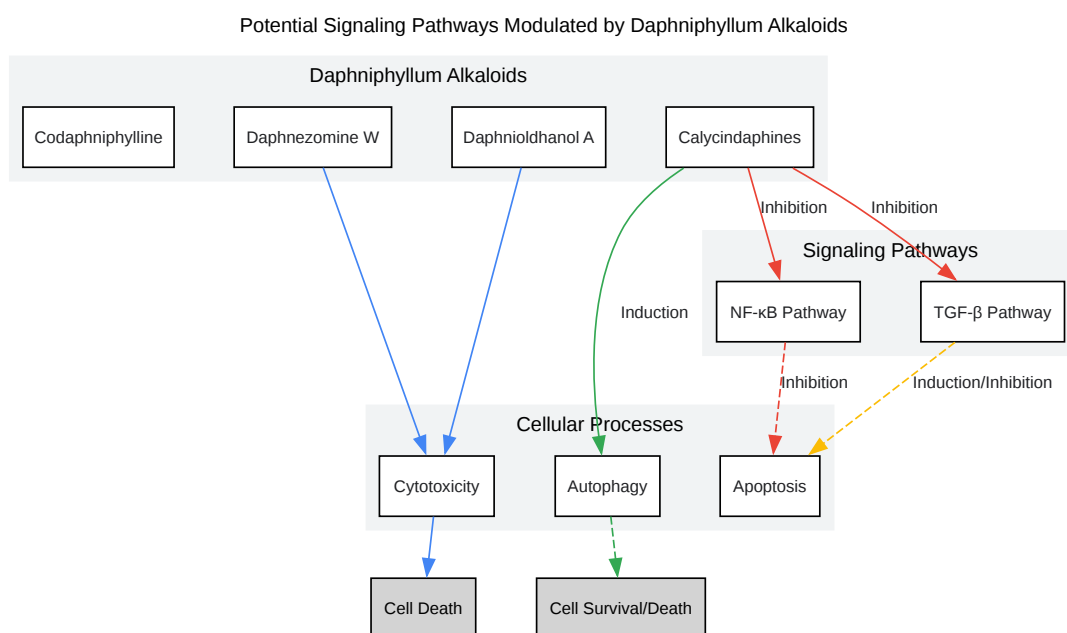 Potential Signaling Pathways Modulated by Daphniphyllum Alkaloids
Daphniphyllum Alkaloids
Codaphniphylline
Daphnezomine W
Daphnioldhanol A
Calycindaphines
Inhibition
Inhibition
Signaling Pathways
NF-κB Pathway
TGF-β Pathway
Induction
Inhibition
Induction/Inhibition
Cellular Processes
Cytotoxicity
Autophagy
Apoptosis
Cell Death
Cell Survival/Death